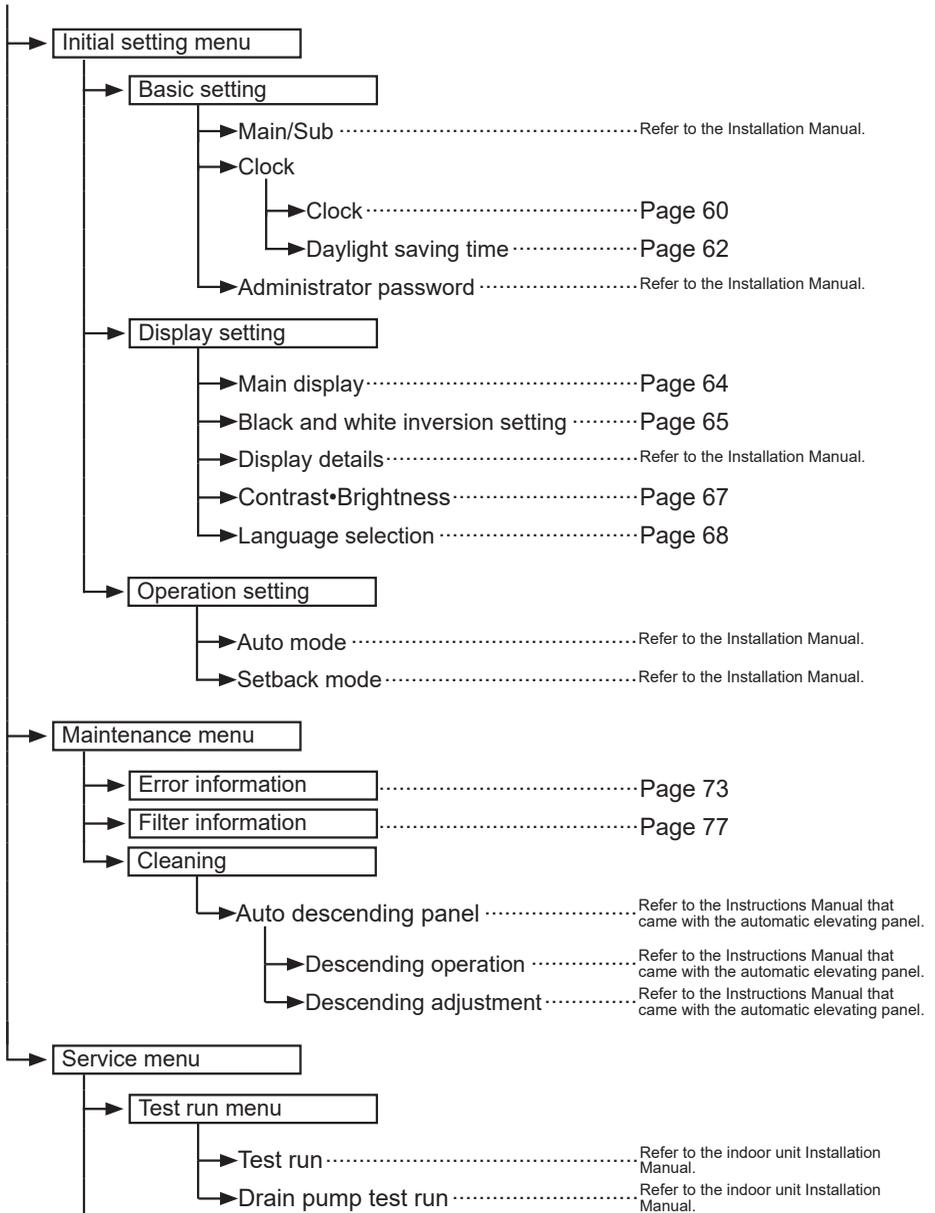 Initial setting menu
Basic setting
Main/Sub Refer to the Installation Manual.
Clock
Clock Page 60
Daylight saving time Page 62
Administrator password Refer to the Installation Manual.
Display setting
Main display Page 64
Black and white inversion setting Page 65
Display details Refer to the Installation Manual.
Contrast•Brightness Page 67
Language selection Page 68
Operation setting
Auto mode Refer to the Installation Manual.
Setback mode Refer to the Installation Manual.
Maintenance menu
Error information Page 73
Filter information Page 77
Cleaning
Auto descending panel Refer to the Instructions Manual that
came with the automatic elevating panel.
Descending operation Refer to the Instructions Manual that
came with the automatic elevating panel.
Descending adjustment Refer to the Instructions Manual that
came with the automatic elevating panel.
Service menu
Test run menu
Test run Refer to the indoor unit Installation
Manual.
Drain pump test run Refer to the indoor unit Installation
Manual.